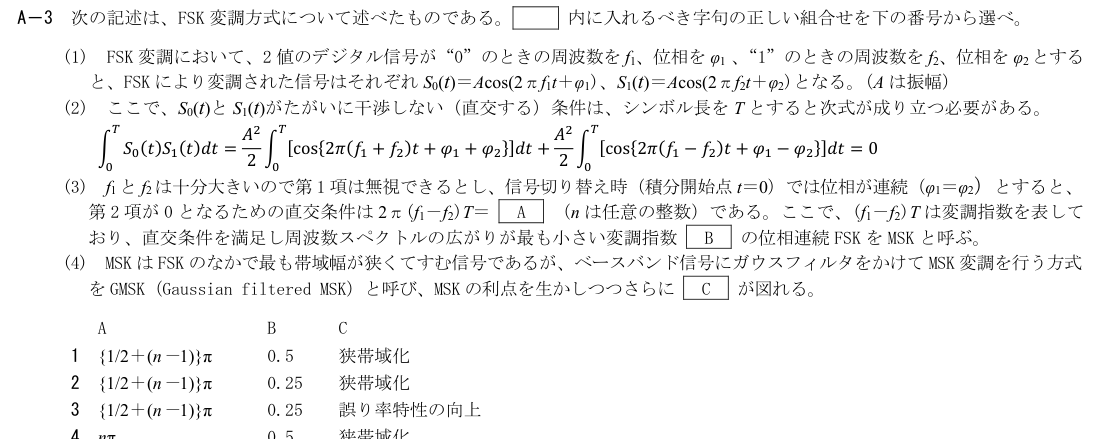 A－3 次の記述は、FSK 変調方式について述べたものである。 内に入れるべき字句の正しい組合せを下の番号から選べ。
(1) FSK 変調において、2 値のデジタル信号が “0” のときの周波数を f₁、位相を φ₁ 、“1” のときの周波数を f₂、位相を φ₂ とする
と、FSK により変調された信号はそれぞれ S₀(t)=Acos(2πf₁t+φ₁)、S₁(t)=Acos(2πf₂t+φ₂) となる。（A は振幅）
(2) ここで、S₀(t)と S₁(t)がたがいに干渉しない（直交する）条件は、シンボル長を T とすると次式が成り立つ必要がある。
∫₀ᵀ S₀(t)S₁(t)dt = A²/2 ∫₀ᵀ [cos{2π(f₁ + f₂)t + φ₁ + φ₂}]dt + A²/2 ∫₀ᵀ [cos{2π(f₁ − f₂)t + φ₁ − φ₂}]dt = 0
(3) f₁ と f₂ は十分大きいので第 1 項は無視できるとし、信号切り替え時（積分開始点 t=0）では位相が連続（φ₁=φ₂） とすると、
第 2 項が 0 となるための直交条件は 2π(f₁−f₂)T= A （n は任意の整数）である。ここで、(f₁−f₂)T は変調指数を表して
おり、直交条件を満足し周波数スペクトルの広がりが最も小さい変調指数 B の位相連続 FSK を MSK と呼ぶ。
(4) MSK は FSK のなかで最も帯域幅が狭くてすむ信号であるが、ベースバンド信号にガウスフィルタをかけて MSK 変調を行う方式
を GMSK（Gaussian filtered MSK）と呼び、MSK の利点を生かしつつさらに C が図れる。
A B C
1 {1/2＋(n－1)}π 0.5 狭帯域化
2 {1/2＋(n－1)}π 0.25 狭帯域化
3 {1/2＋(n－1)}π 0.25 誤り率特性の向上
4 nπ 0.5 狭帯域化